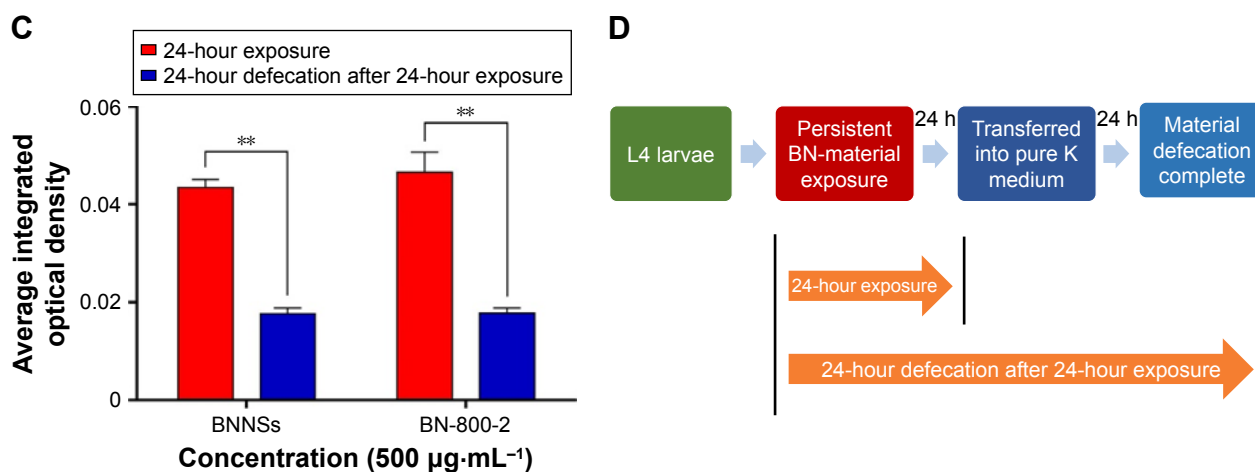 C
24-hour exposure
24-hour defecation after 24-hour exposure
Average integrated
optical density
0.06
0.04
0.02
0
**
**
BNNSs
BN-800-2
Concentration (500 µg·mL⁻¹)
D
L4 larvae
Persistent
BN-material
exposure
24 h
Transferred
into pure K
medium
24 h
Material
defecation
complete
24-hour exposure
24-hour defecation after 24-hour exposure